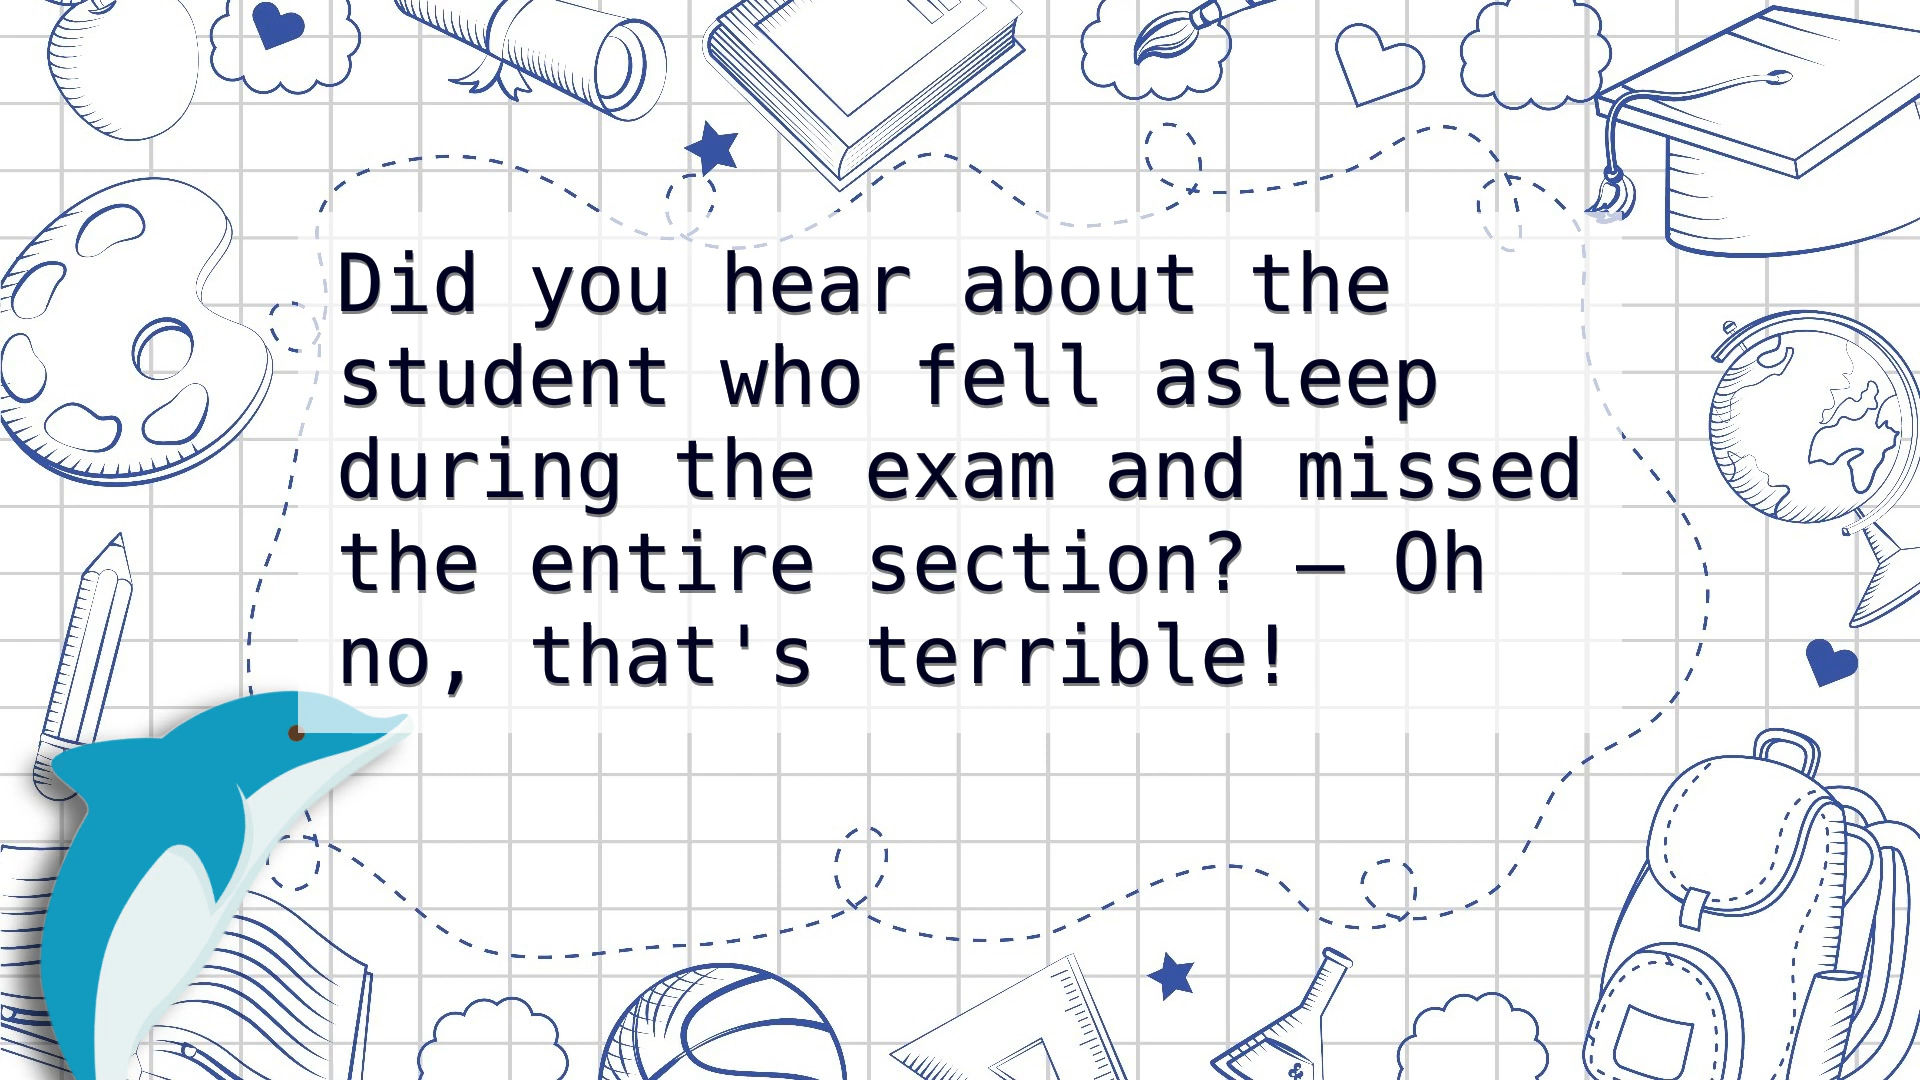 Did you hear about the
student who fell asleep
during the exam and missed
the entire section? – Oh
no, that's terrible!